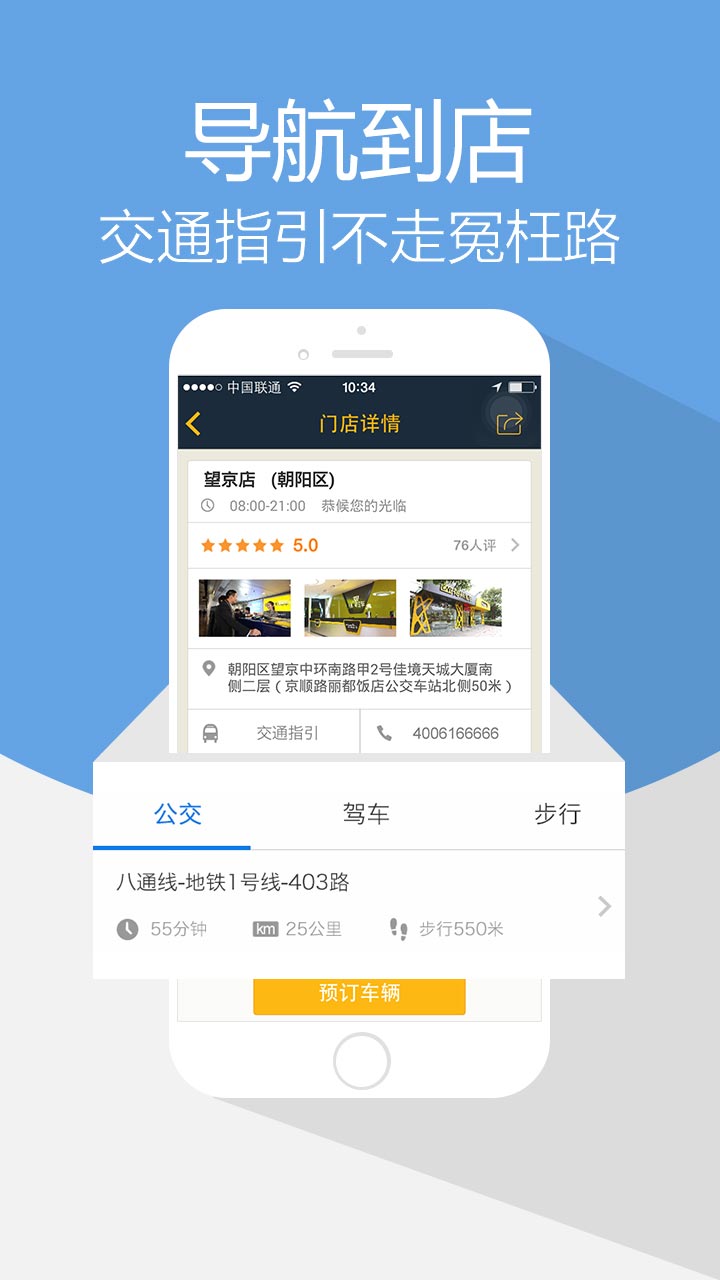 导航到店
交通指引不走冤枉路
中国联通 10:34
门店详情
望京店 (朝阳区)
08:00-21:00 恭候您的光临
5.0 76人评
朝阳区望京中环南路甲2号佳境天城大厦南
侧二层（京顺路丽都饭店公交车站北侧50米）
交通指引 4006166666
公交 驾车 步行
八通线-地铁1号线-403路
55分钟 km 25公里 步行550米
预订车辆